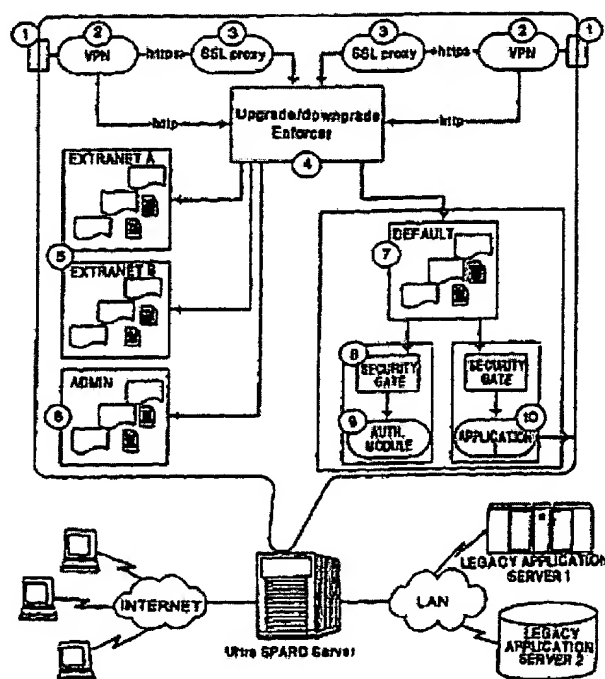 1 2 3 3 2 1
VPN https SSL proxy SSL proxy https VPN
http Upgrade/downgrade Enforcer http
4
EXTRANET A
5
EXTRANET B
ADMIN
6
DEFAULT
7
8
SECURITY GATE
SECURITY GATE
9
AUTH. MODULE
10
APPLICATION
INTERNET
Ultra SPARC Server
LAN
LEGACY APPLICATION
SERVER 1
LEGACY
APPLICATION
SERVER 2